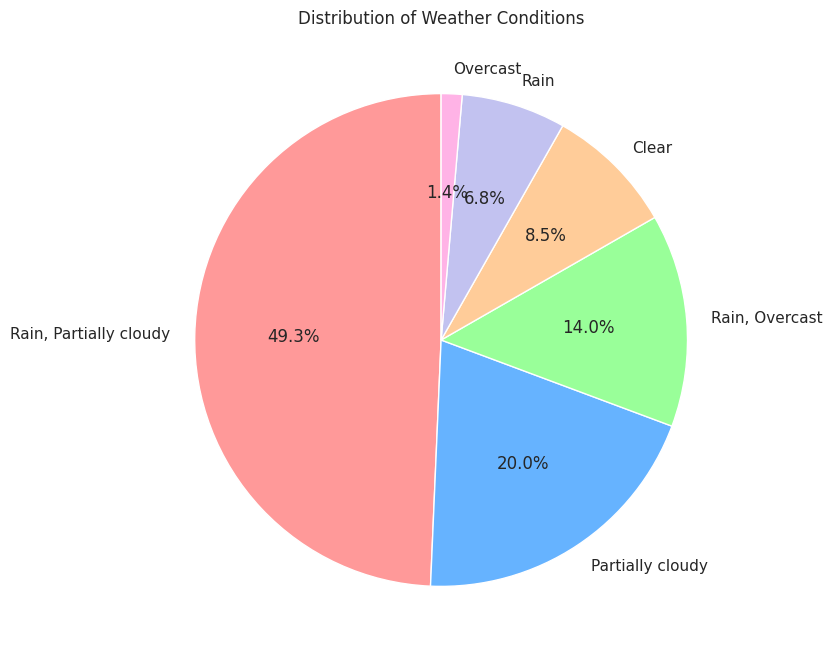 Distribution of Weather Conditions
Overcast
Rain
Clear
1.4%
6.8%
8.5%
Rain, Partially cloudy
49.3%
14.0%
Rain, Overcast
20.0%
Partially cloudy